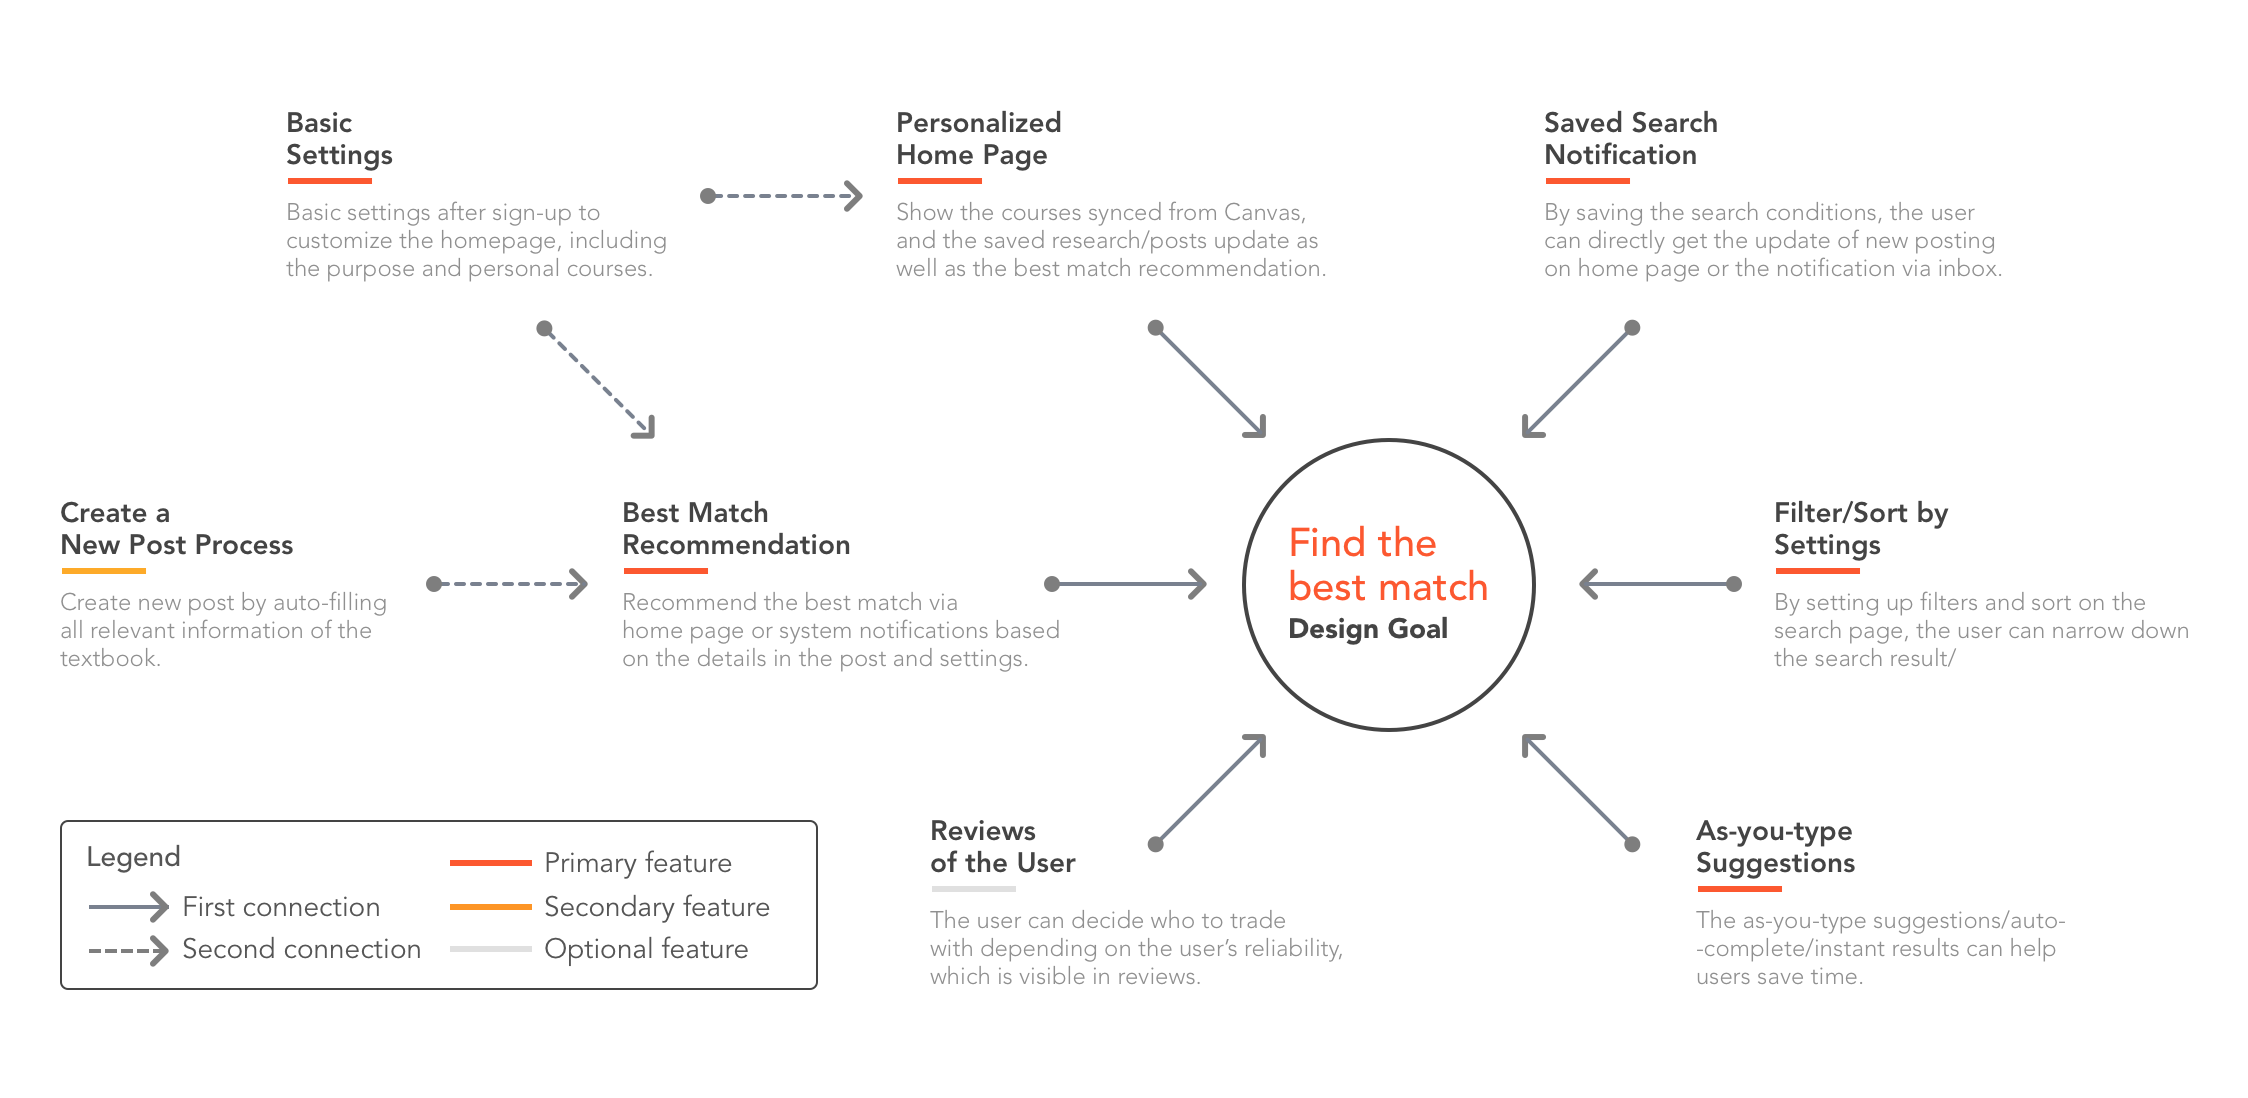 Basic
Settings
Basic settings after sign-up to
customize the homepage, including
the purpose and personal courses.
Personalized
Home Page
Show the courses synced from Canvas,
and the saved research/posts update as
well as the best match recommendation.
Saved Search
Notification
By saving the search conditions, the user
can directly get the update of new posting
on home page or the notification via inbox.
Create a
New Post Process
Create new post by auto-filling
all relevant information of the
textbook.
Best Match
Recommendation
Recommend the best match via
home page or system notifications based
on the details in the post and settings.
Find the
best match
Design Goal
Filter/Sort by
Settings
By setting up filters and sort on the
search page, the user can narrow down
the search result/
Legend
First connection
Second connection
Primary feature
Secondary feature
Optional feature
Reviews
of the User
The user can decide who to trade
with depending on the user’s reliability,
which is visible in reviews.
As-you-type
Suggestions
The as-you-type suggestions/auto-
-complete/instant results can help
users save time.